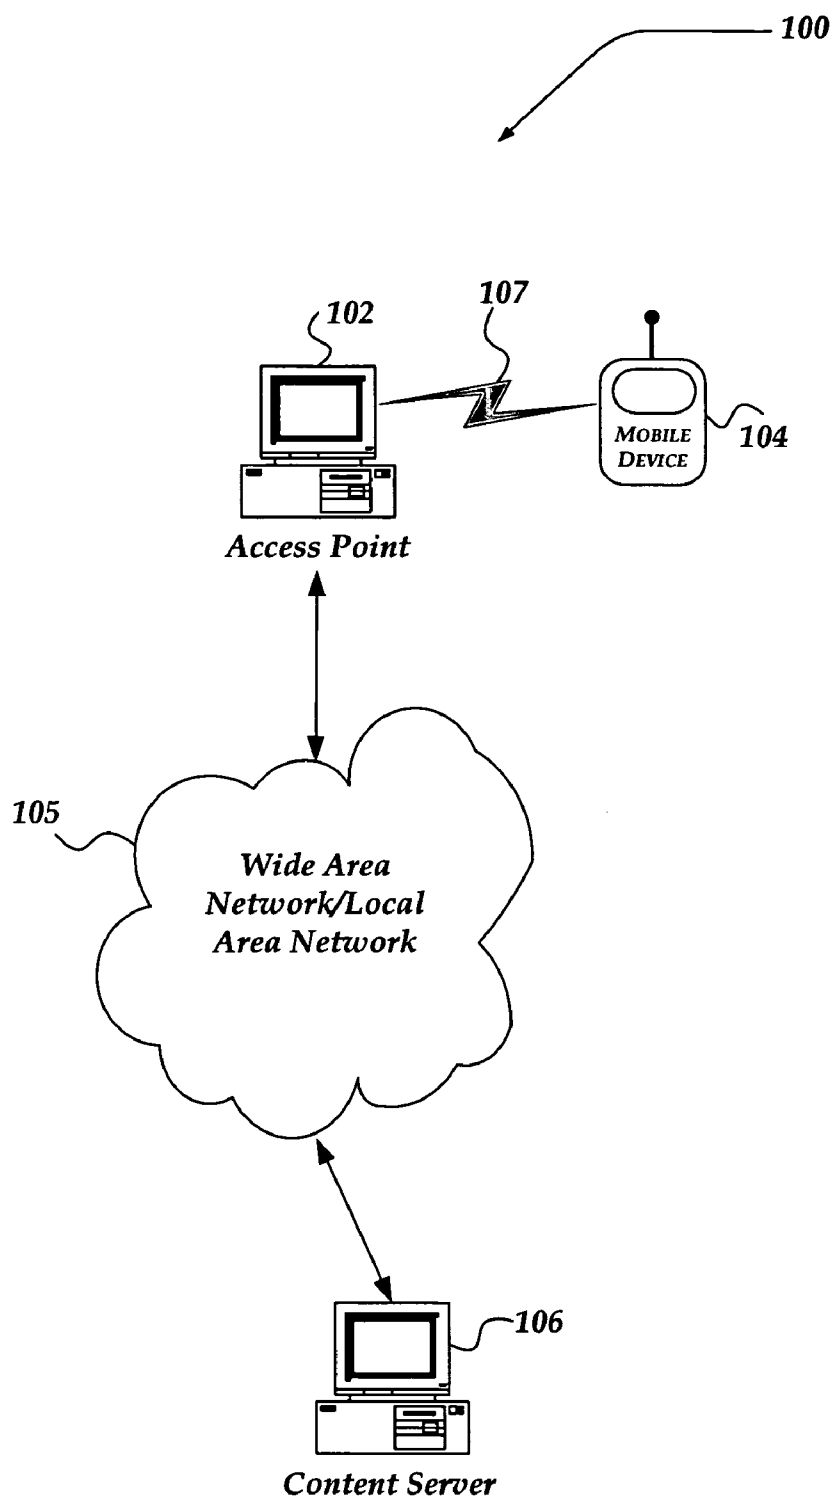 100
102
107
104
MOBILE
DEVICE
Access Point
105
Wide Area
Network/Local
Area Network
106
Content Server